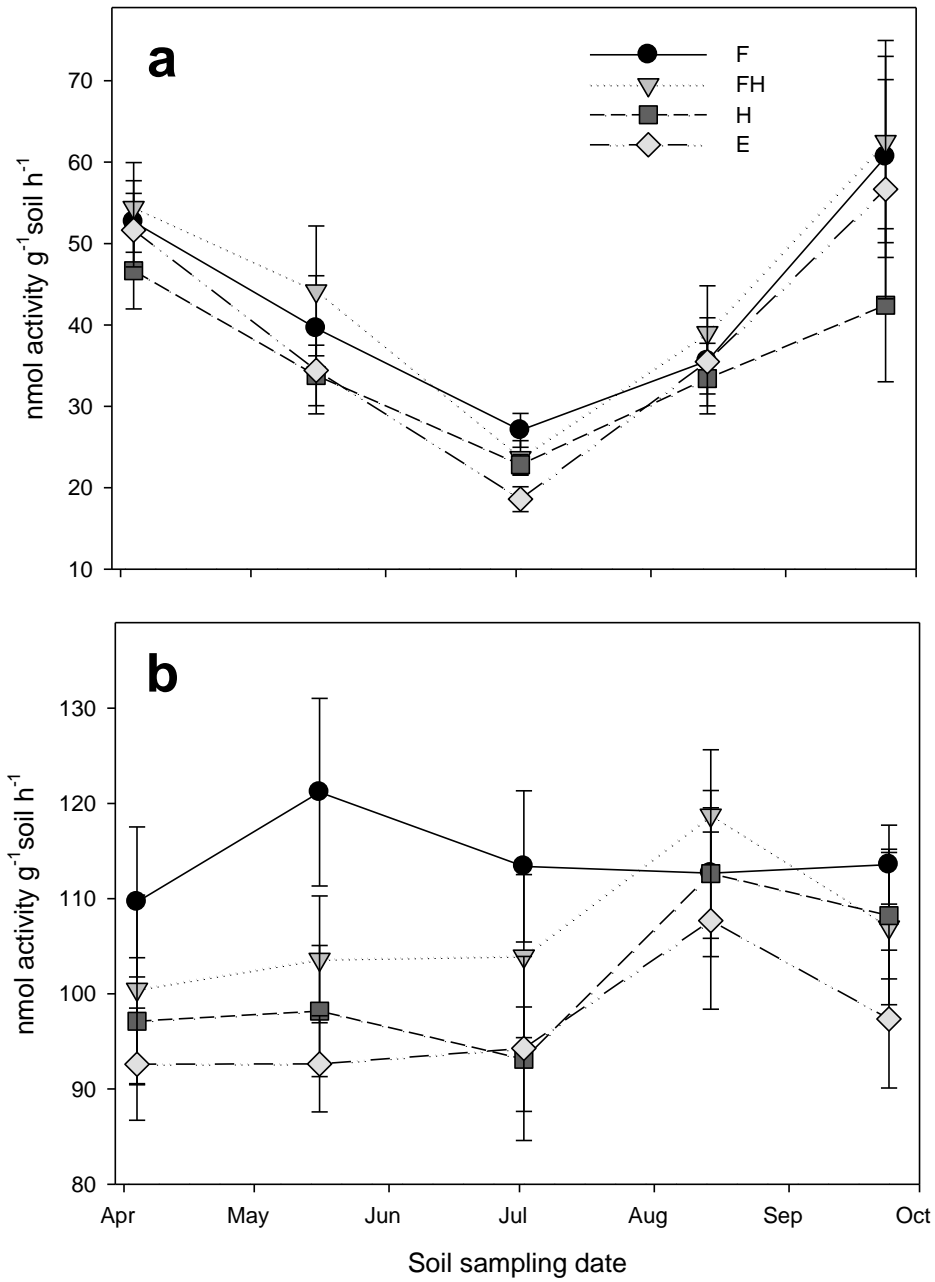 a
F
FH
H
E
70
60
50
40
30
20
10
nmol activity g⁻¹soil h⁻¹
b
130
120
110
100
90
80
nmol activity g⁻¹soil h⁻¹
Apr May Jun Jul Aug Sep Oct
Soil sampling date